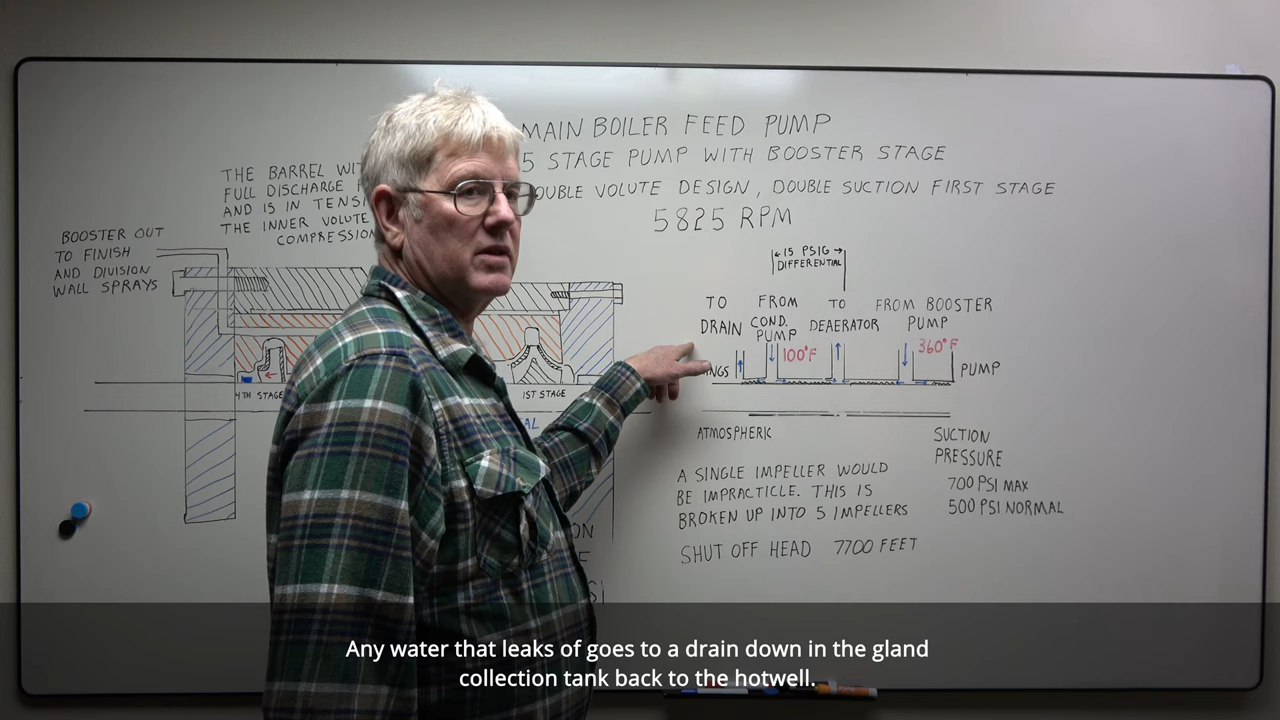 MAIN BOILER FEED PUMP
5 STAGE PUMP WITH BOOSTER STAGE
DOUBLE VOLUTE DESIGN, DOUBLE SUCTION FIRST STAGE
5825 RPM
THE BARREL
FULL DISCHARGE
AND IS IN
THE INNER VOLUTE
COMPRESSION
BOOSTER OUT
TO FINISH
AND DIVISION
WALL SPRAYS
4TH STAGE
1ST STAGE
15 PSIG
DIFFERENTIAL
TO
DRAIN
FROM
COND.
PUMP
100°F
TO
DEAERATOR
FROM BOOSTER
PUMP
360°F
PUMP
ATMOSPHERIC
SUCTION
PRESSURE
700 PSI MAX
500 PSI NORMAL
A SINGLE IMPELLER WOULD
BE IMPRACTICLE. THIS IS
BROKEN UP INTO 5 IMPELLERS
SHUT OFF HEAD 7700 FEET
Any water that leaks of goes to a drain down in the gland
collection tank back to the hotwell.